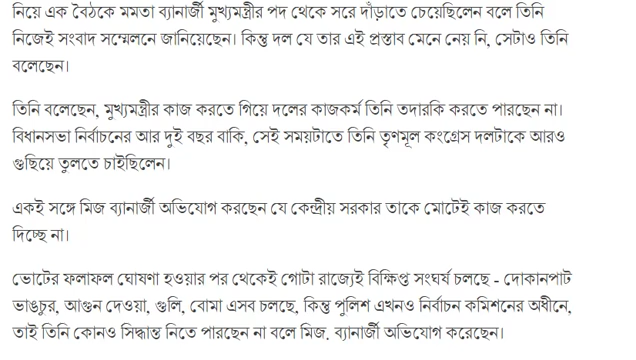 নিয়ে এক বৈঠকে মমতা ব্যানার্জী মুখ্যমন্ত্রীর পদ থেকে সরে দাঁড়াতে চেয়েছিলেন বলে তিনি
নিজেই সংবাদ সম্মেলনে জানিয়েছেন। কিন্তু দল যে তার এই প্রস্তাব মেনে নেয় নি, সেটাও তিনি
বলেছেন।
তিনি বলেছেন, মুখ্যমন্ত্রীর কাজ করতে গিয়ে দলের কাজকর্ম তিনি তদারকি করতে পারছেন না।
বিধানসভা নির্বাচনের আর দুই বছর বাকি, সেই সময়টাতে তিনি তৃণমূল কংগ্রেস দলটাকে আরও
গুছিয়ে তুলতে চাইছিলেন।
একই সঙ্গে মিজ ব্যানার্জী অভিযোগ করছেন যে কেন্দ্রীয় সরকার তাকে মোটেই কাজ করতে
দিচ্ছে না।
ভোটের ফলাফল ঘোষণা হওয়ার পর থেকেই গোটা রাজ্যেই বিক্ষিপ্ত সংঘর্ষ চলছে - দোকানপাট
ভাঙচুর, আগুন দেওয়া, গুলি, বোমা এসব চলছে, কিন্তু পুলিশ এখনও নির্বাচন কমিশনের অধীনে,
তাই তিনি কোনও সিদ্ধান্ত নিতে পারছেন না বলে মিজ. ব্যানার্জী অভিযোগ করেছেন।